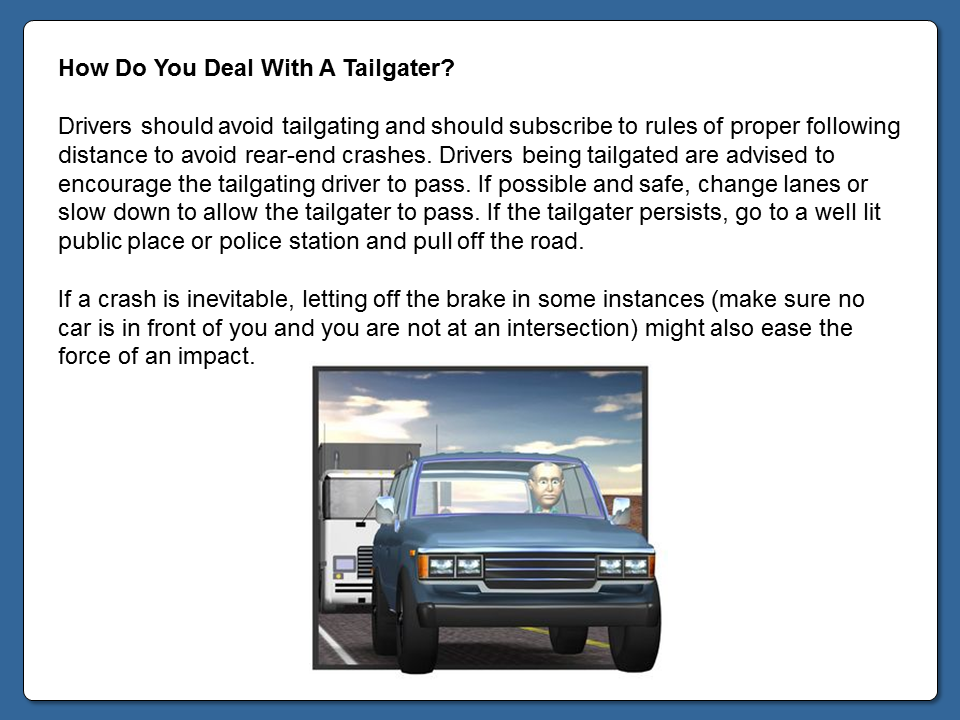 How Do You Deal With A Tailgater?
Drivers should avoid tailgating and should subscribe to rules of proper following
distance to avoid rear-end crashes. Drivers being tailgated are advised to
encourage the tailgating driver to pass. If possible and safe, change lanes or
slow down to allow the tailgater to pass. If the tailgater persists, go to a well lit
public place or police station and pull off the road.
If a crash is inevitable, letting off the brake in some instances (make sure no
car is in front of you and you are not at an intersection) might also ease the
force of an impact.